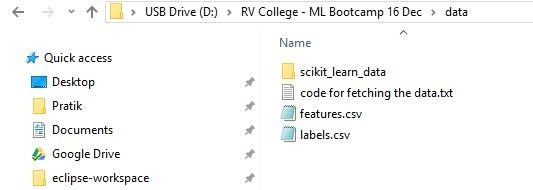 USB Drive (D:) > RV College - ML Bootcamp 16 Dec > data
Quick access
Desktop
Pratik
Documents
Google Drive
eclipse-workspace
Name
scikit_learn_data
code for fetching the data.txt
features.csv
labels.csv